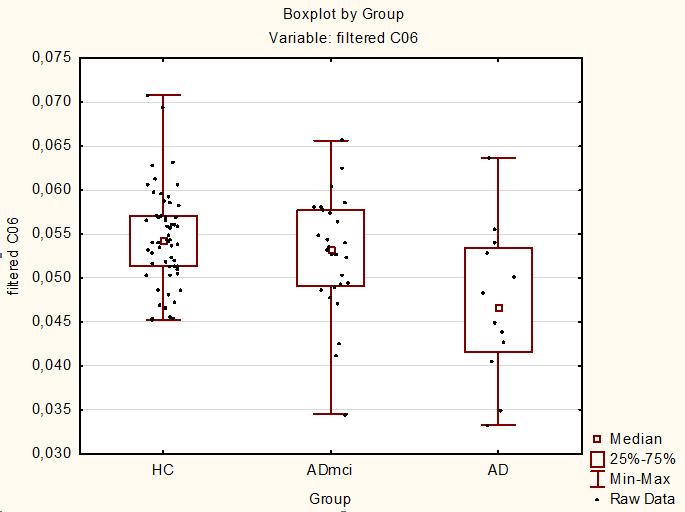 Boxplot by Group
Variable: filtered C06
0,075
0,070
0,065
0,060
0,055
0,050
0,045
0,040
0,035
0,030
filtered C06
HC
ADmci
AD
Group
Median
25%-75%
Min-Max
Raw Data